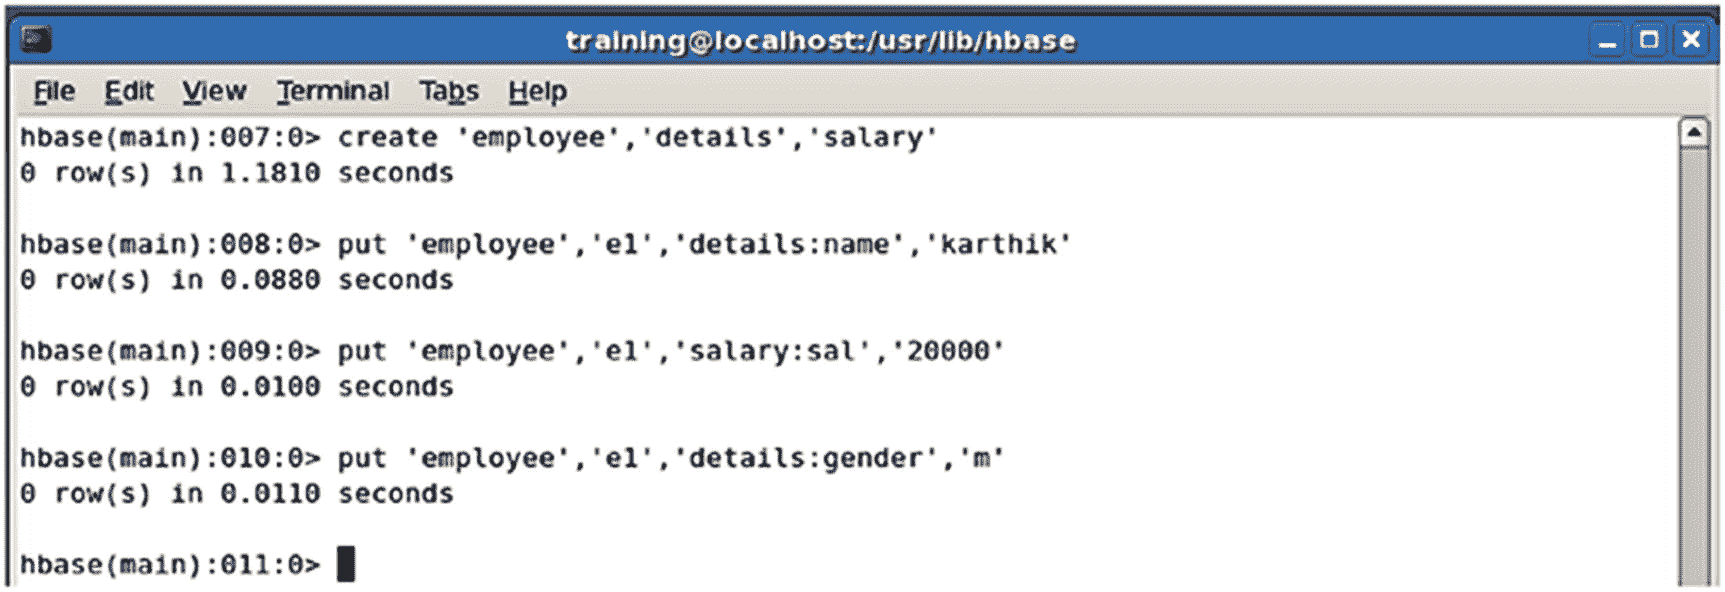 training@localhost:/usr/lib/hbase
File Edit View Terminal Tabs Help
hbase(main):007:0> create 'employee','details','salary'
0 row(s) in 1.1810 seconds
hbase(main):008:0> put 'employee','e1','details:name','karthik'
0 row(s) in 0.0880 seconds
hbase(main):009:0> put 'employee','e1','salary:sal','20000'
0 row(s) in 0.0100 seconds
hbase(main):010:0> put 'employee','e1','details:gender','m'
0 row(s) in 0.0110 seconds
hbase(main):011:0>